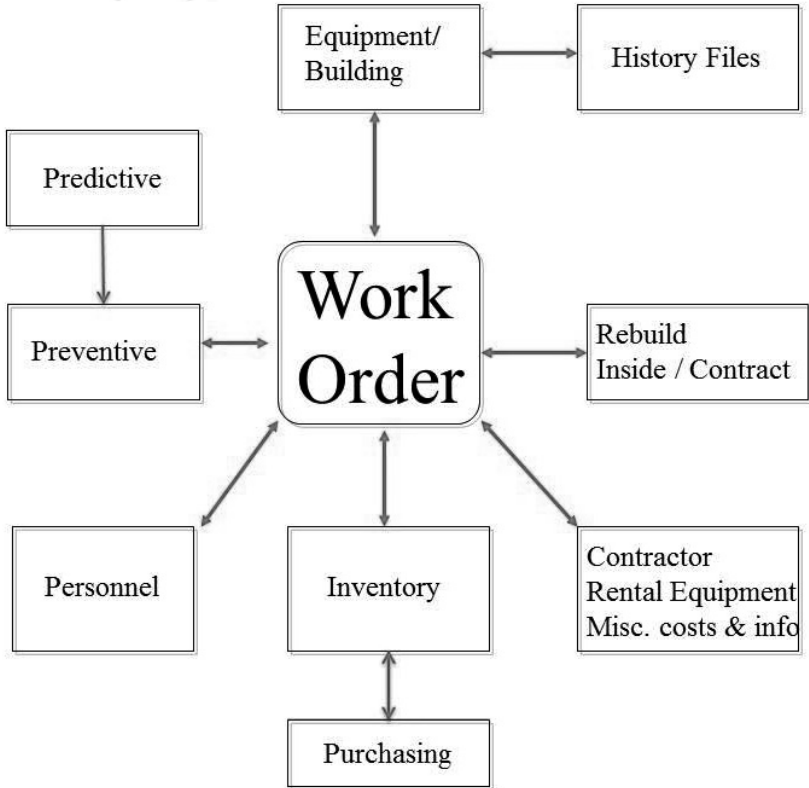 Equipment/
Building
History Files
Predictive
Work
Order
Preventive
Rebuild
Inside / Contract
Personnel
Inventory
Contractor
Rental Equipment
Misc. costs & info
Purchasing